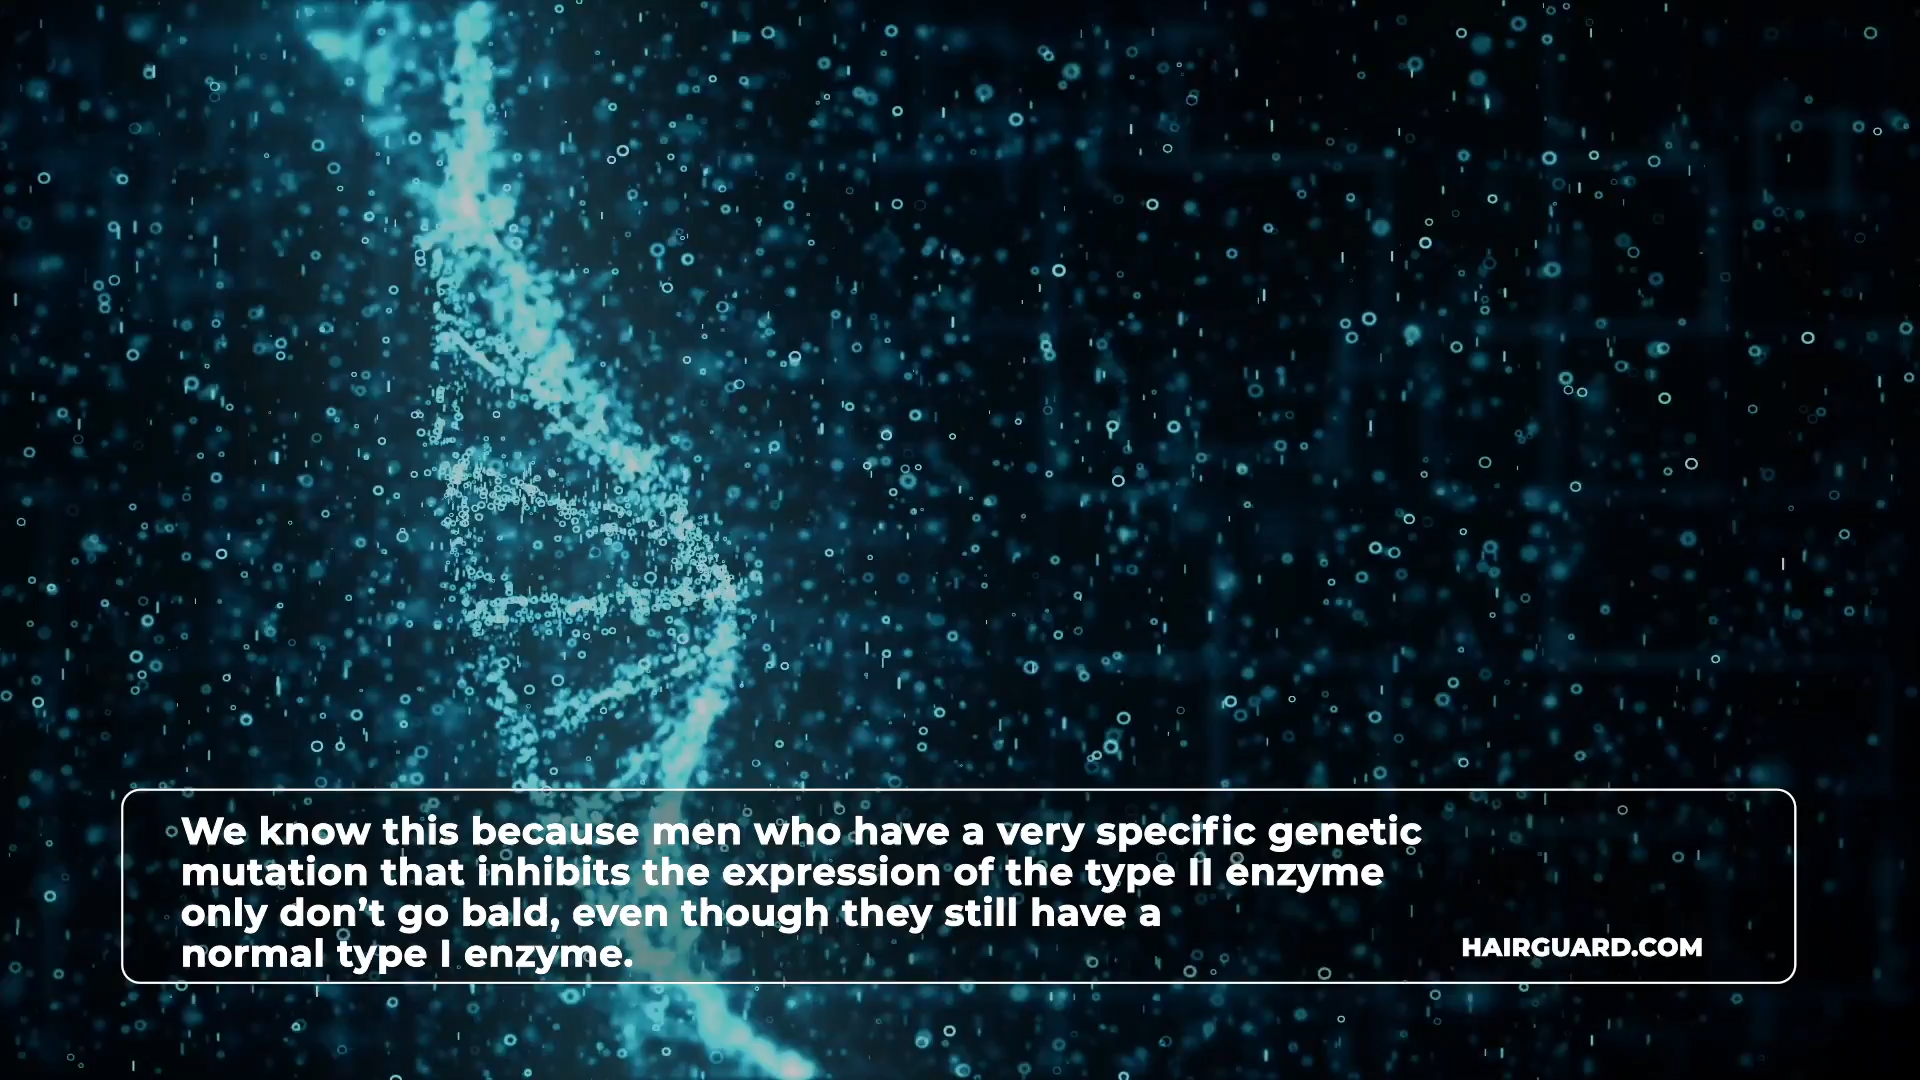 We know this because men who have a very specific genetic
mutation that inhibits the expression of the type II enzyme
only don’t go bald, even though they still have a
normal type I enzyme.
HAIRGUARD.COM